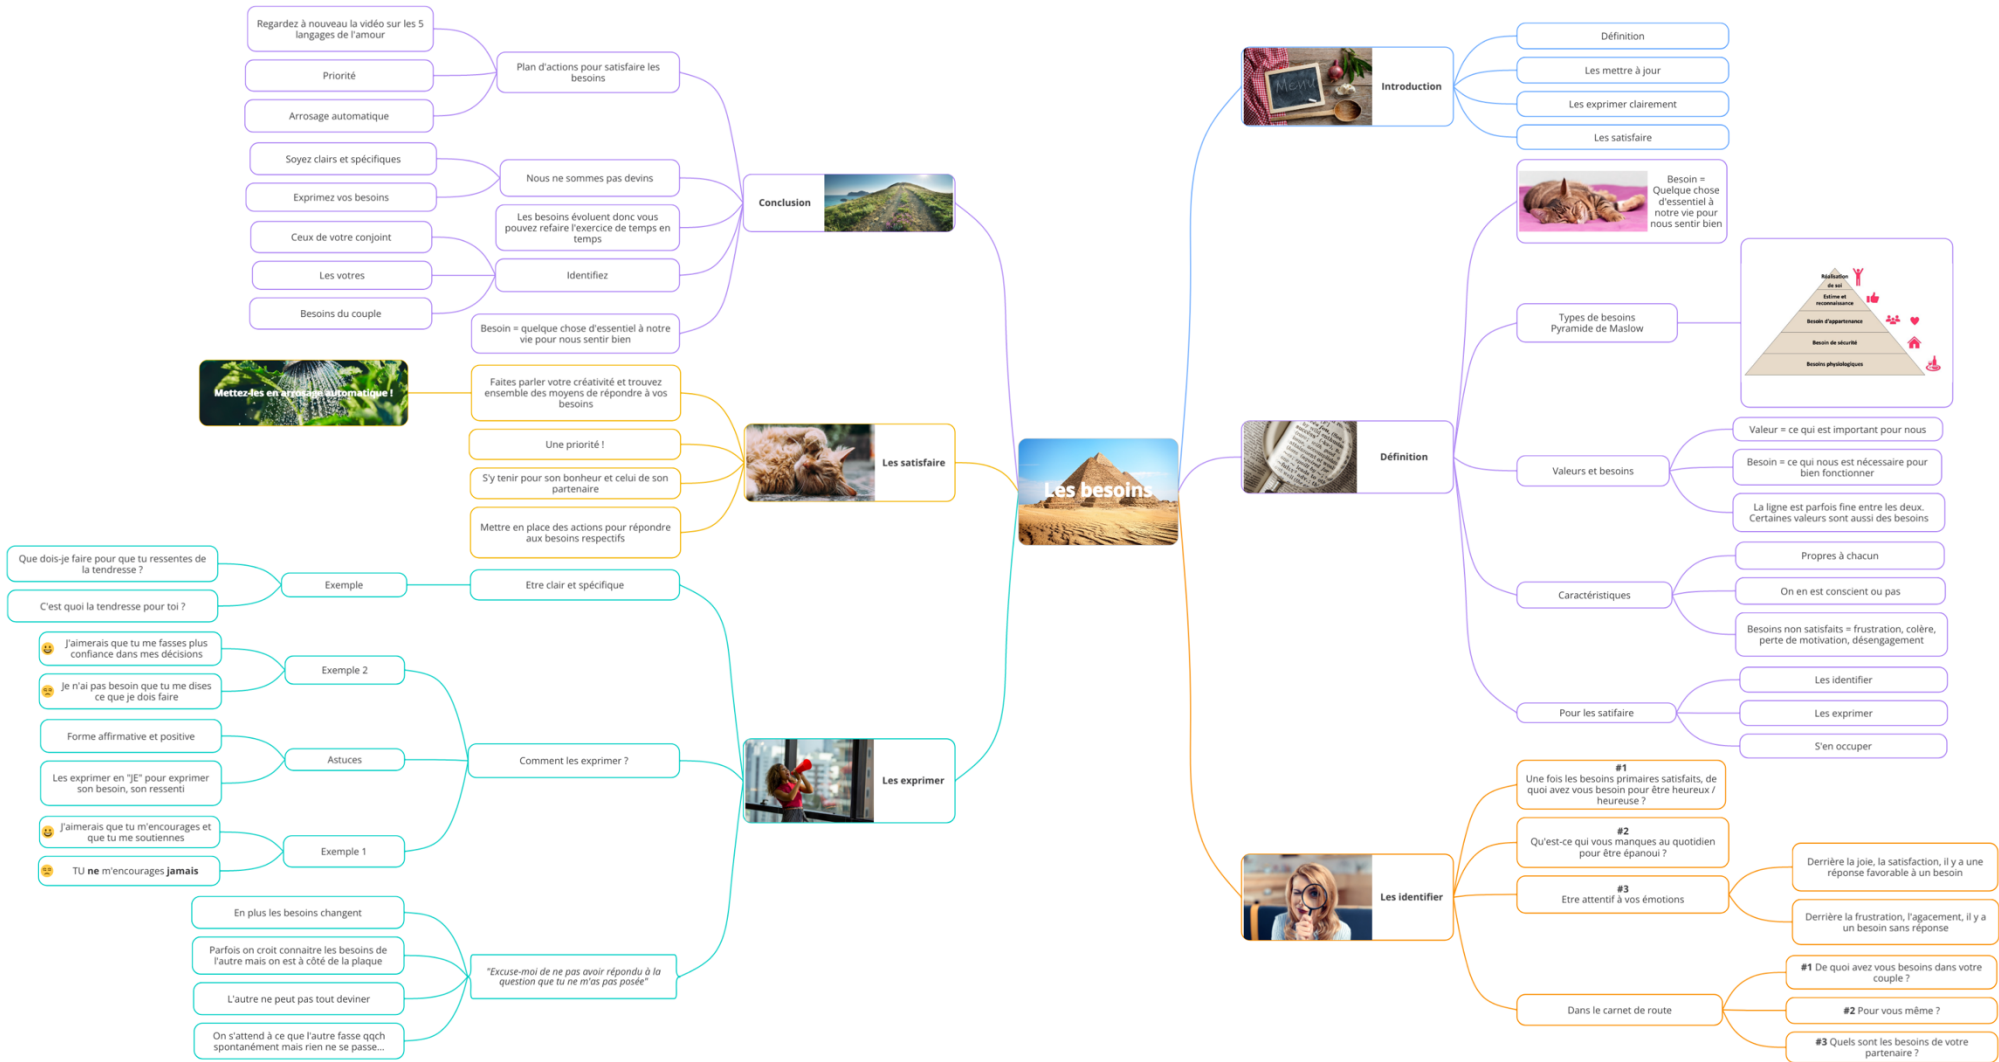 Les besoins
Introduction
Menu
Définition
Les mettre à jour
Les exprimer clairement
Les satisfaire
Définition
Besoin =
Quelque chose
d'essentiel à
notre vie pour
nous sentir bien
Types de besoins
Pyramide de Maslow
Réalisation
de soi
Estime et
reconnaissance
Besoin d'appartenance
Besoin de sécurité
Besoins physiologiques
Valeurs et besoins
Valeur = ce qui est important pour nous
Besoin = ce qui nous est nécessaire pour
bien fonctionner
La ligne est parfois fine entre les deux.
Certaines valeurs sont aussi des besoins
Caractéristiques
Propres à chacun
On en est conscient ou pas
Besoins non satisfaits = frustration, colère,
perte de motivation, désengagement
Pour les satifaire
Les identifier
Les exprimer
S'en occuper
Les identifier
#1
Une fois les besoins primaires satisfaits, de
quoi avez vous besoin pour être heureux /
heureuse ?
#2
Qu'est-ce qui vous manques au quotidien
pour être épanoui ?
#3
Etre attentif à vos émotions
Derrière la joie, la satisfaction, il y a une
réponse favorable à un besoin
Derrière la frustration, l'agacement, il y a
un besoin sans réponse
Dans le carnet de route
#1 De quoi avez vous besoins dans votre
couple ?
#2 Pour vous même ?
#3 Quels sont les besoins de votre
partenaire ?
Les exprimer
Etre clair et spécifique
Exemple
Que dois-je faire pour que tu ressentes de
la tendresse ?
C'est quoi la tendresse pour toi ?
Comment les exprimer ?
Exemple 2
J'aimerais que tu me fasses plus
confiance dans mes décisions
Je n'ai pas besoin que tu me dises
ce que je dois faire
Astuces
Forme affirmative et positive
Les exprimer en "JE" pour exprimer
son besoin, son ressenti
Exemple 1
J'aimerais que tu m'encourages et
que tu me soutiennes
TU ne m'encourages jamais
"Excuse-moi de ne pas avoir répondu à la
question que tu ne m'as pas posée"
En plus les besoins changent
Parfois on croit connaitre les besoins de
l'autre mais on est à côté de la plaque
L'autre ne peut pas tout deviner
On s'attend à ce que l'autre fasse qqch
spontanément mais rien ne se passe...
Les satisfaire
Faites parler votre créativité et trouvez
ensemble des moyens de répondre à vos
besoins
Mettez-les en arrosage automatique !
Une priorité !
S'y tenir pour son bonheur et celui de son
partenaire
Mettre en place des actions pour répondre
aux besoins respectifs
Conclusion
Plan d'actions pour satisfaire les
besoins
Regardez à nouveau la vidéo sur les 5
langages de l'amour
Priorité
Arrosage automatique
Nous ne sommes pas devins
Soyez clairs et spécifiques
Exprimez vos besoins
Les besoins évoluent donc vous
pouvez refaire l'exercice de temps en
temps
Identifiez
Ceux de votre conjoint
Les votres
Besoins du couple
Besoin = quelque chose d'essentiel à notre
vie pour nous sentir bien